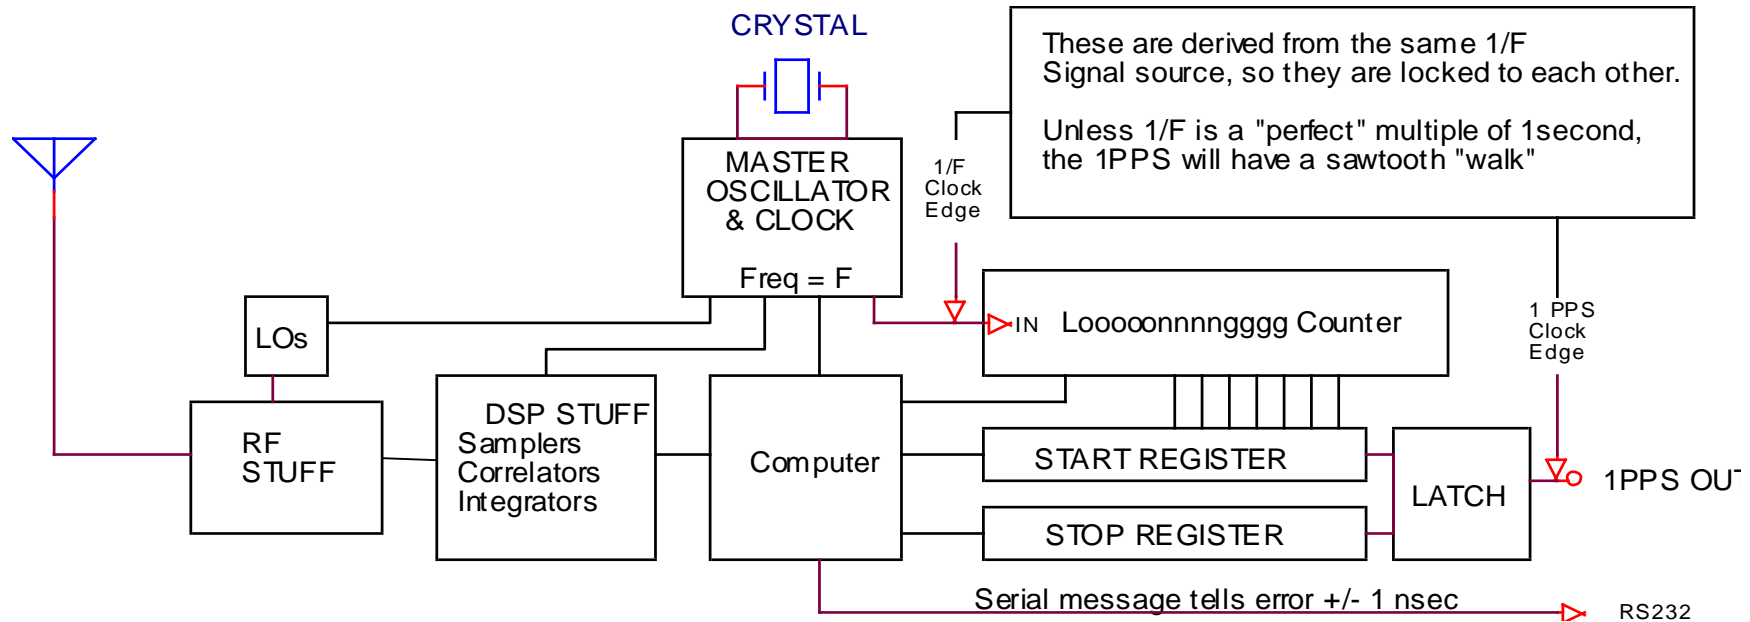 CRYSTAL
These are derived from the same 1/F
Signal source, so they are locked to each other.
Unless 1/F is a "perfect" multiple of 1second,
the 1PPS will have a sawtooth "walk"
MASTER
OSCILLATOR
& CLOCK
Freq = F
1/F
Clock
Edge
LOs
IN Looooonnnngggg Counter
1 PPS
Clock
Edge
RF
STUFF
DSP STUFF
Samplers
Correlators
Integrators
Computer
START REGISTER
STOP REGISTER
LATCH
1PPS OUT
Serial message tells error +/- 1 nsec
RS232